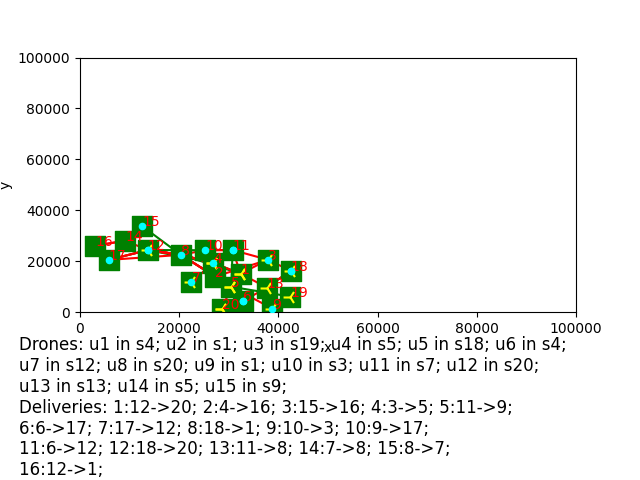 100000
80000
60000
40000
20000
0
y
0 20000 40000 60000 80000 100000
x
15
16
12
10
Drones: u1 in s4; u2 in s1; u3 in s19; u4 in s5; u5 in s18; u6 in s4;
u7 in s12; u8 in s20; u9 in s1; u10 in s3; u11 in s7; u12 in s20;
u13 in s13; u14 in s5; u15 in s9;
Deliveries: 1:12->20; 2:4->16; 3:15->16; 4:3->5; 5:11->9;
6:6->17; 7:17->12; 8:18->1; 9:10->3; 10:9->17;
11:6->12; 12:18->20; 13:11->8; 14:7->8; 15:8->7;
16:12->1;